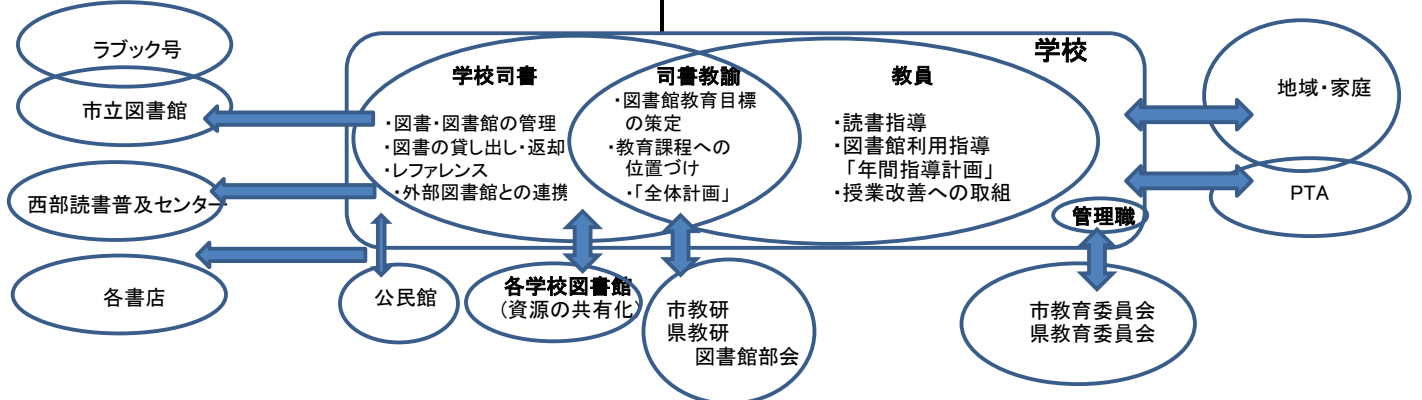 ラブック号
市立図書館
西部読書普及センター
各書店
学校
学校司書
・図書・図書館の管理
・図書の貸し出し・返却
・レファレンス
・外部図書館との連携
司書教諭
・図書館教育目標
の策定
・教育課程への
位置づけ
・「全体計画」
教員
・読書指導
・図書館利用指導
「年間指導計画」
・授業改善への取組
管理職
地域・家庭
PTA
公民館
各学校図書館
(資源の共有化)
市教研
県教研
図書館部会
市教育委員会
県教育委員会